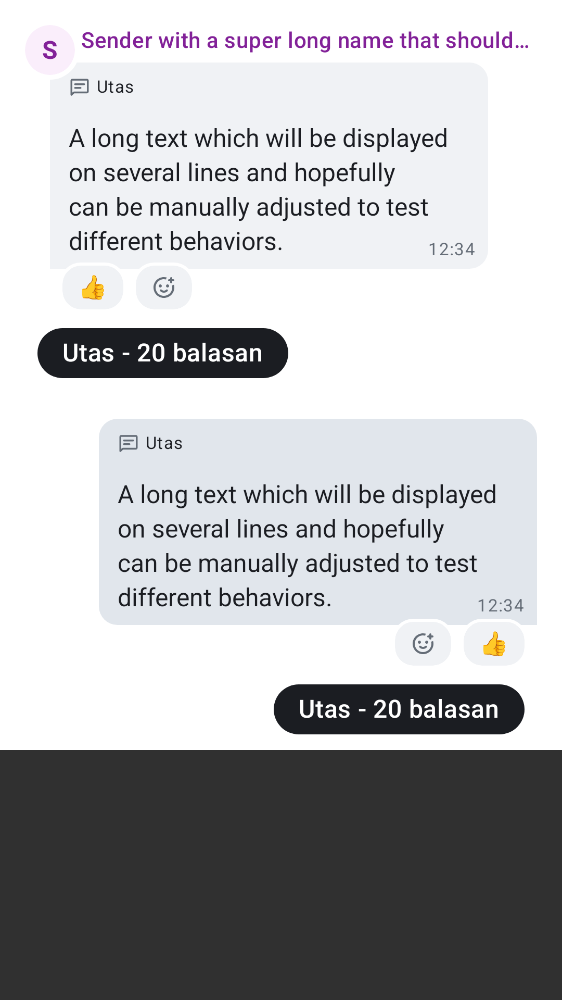 S
Sender with a super long name that should…
Utas
A long text which will be displayed
on several lines and hopefully
can be manually adjusted to test
different behaviors.
12:34
Utas - 20 balasan
Utas
A long text which will be displayed
on several lines and hopefully
can be manually adjusted to test
different behaviors.
12:34
Utas - 20 balasan